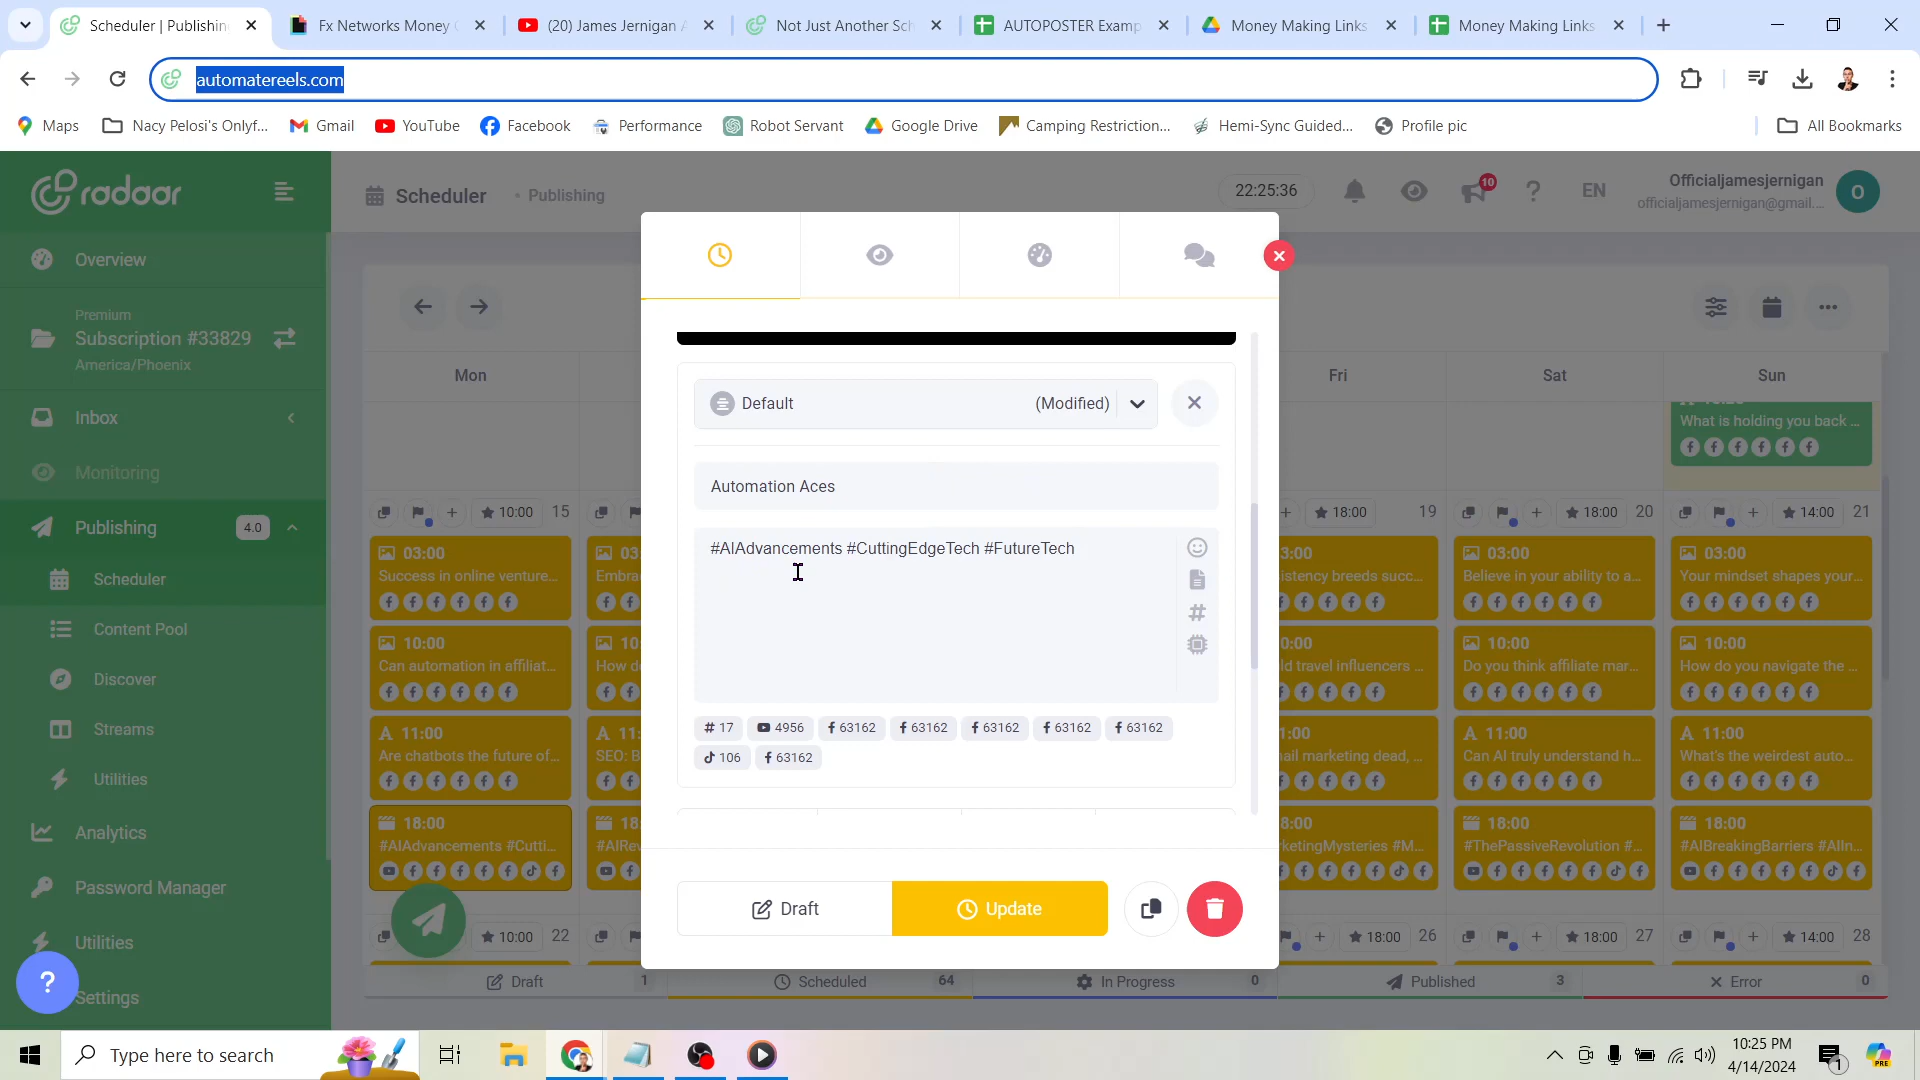 Scheduler | Publishin
Fx Networks Money
(20) James Jernigan A
Not Just Another Sch
AUTOPOSTER Examp
Money Making Links
Money Making Links
automatereels.com
Maps
Nacy Pelosi's Onlyf...
Gmail
YouTube
Facebook
Performance
Robot Servant
Google Drive
Camping Restriction...
Hemi-Sync Guided...
Profile pic
All Bookmarks
radaar
Scheduler
• Publishing
22:25:36
10
EN
Officialjamesjernigan
officialjamesjernigan@gmail....
O
Overview
Premium
Subscription #33829
America/Phoenix
Inbox
Monitoring
Publishing 4.0
Scheduler
Content Pool
Discover
Streams
Utilities
Analytics
Password Manager
Utilities
Settings
?
Mon
Fri
Sat
Sun
What is holding you back ...
10:00 15
18:00 19
18:00 20
14:00 21
03:00
Success in online venture...
10:00
Can automation in affiliat...
11:00
Are chatbots the future of...
18:00
#AIAdvancements #Cutti...
10:00 22
03:00
Believe in your ability to a...
10:00
Do you think affiliate mar...
11:00
Can AI truly understand h...
18:00
#ThePassiveRevolution #...
18:00 26
18:00 27
03:00
Your mindset shapes your...
10:00
How do you navigate the ...
11:00
What's the weirdest auto...
18:00
#AIBreakingBarriers #AIIn...
14:00 28
Default
(Modified)
Automation Aces
#AIAdvancements #CuttingEdgeTech #FutureTech
# 17
4956
63162
63162
63162
63162
63162
106
63162
Draft
Update
Draft 1
Scheduled 64
In Progress 0
Published 3
Error 0
Type here to search
10:25 PM
4/14/2024
1